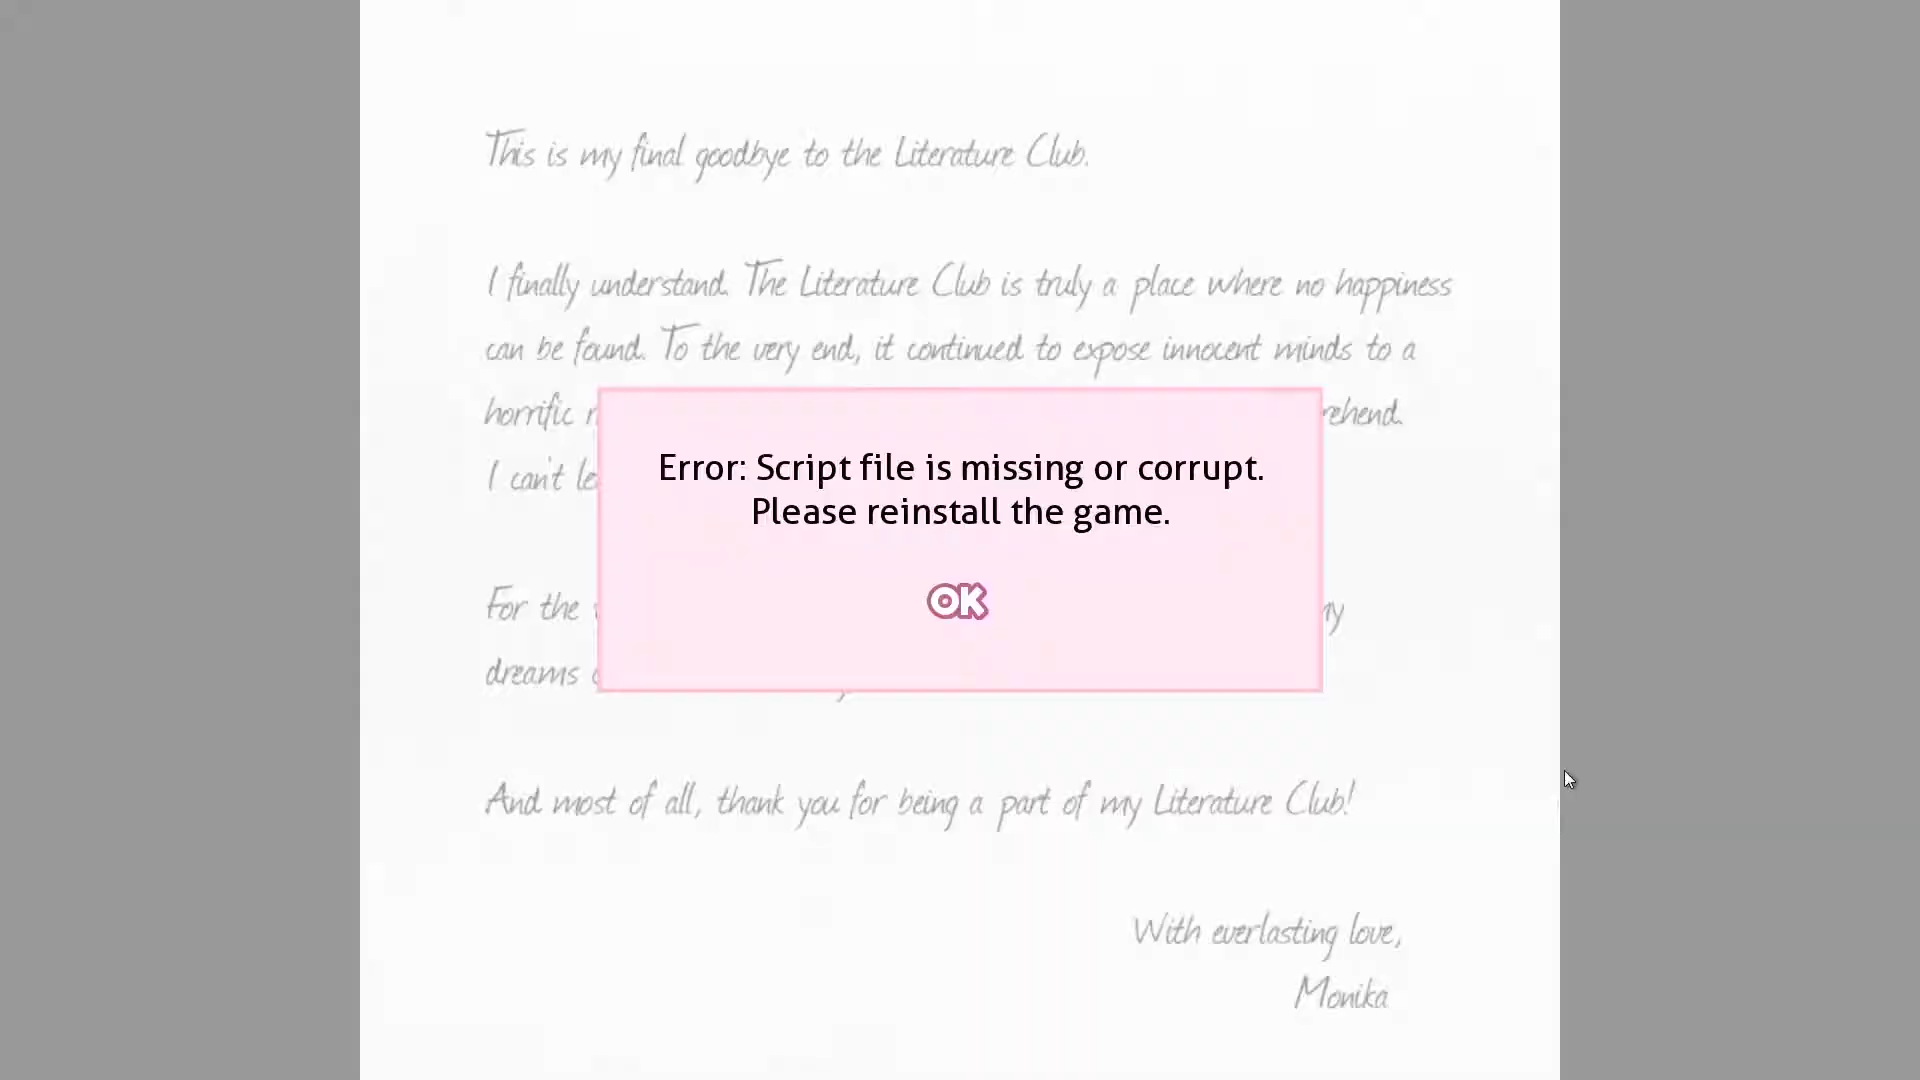 This is my final goodbye to the Literature Club.
I finally understand. The Literature Club is truly a place where no happiness
can be found. To the very end, it continued to expose innocent minds to a
horrific
I can't
For the
dreams
Error: Script file is missing or corrupt.
Please reinstall the game.
OK
And most of all, thank you for being a part of my Literature Club!
With everlasting love,
Monika